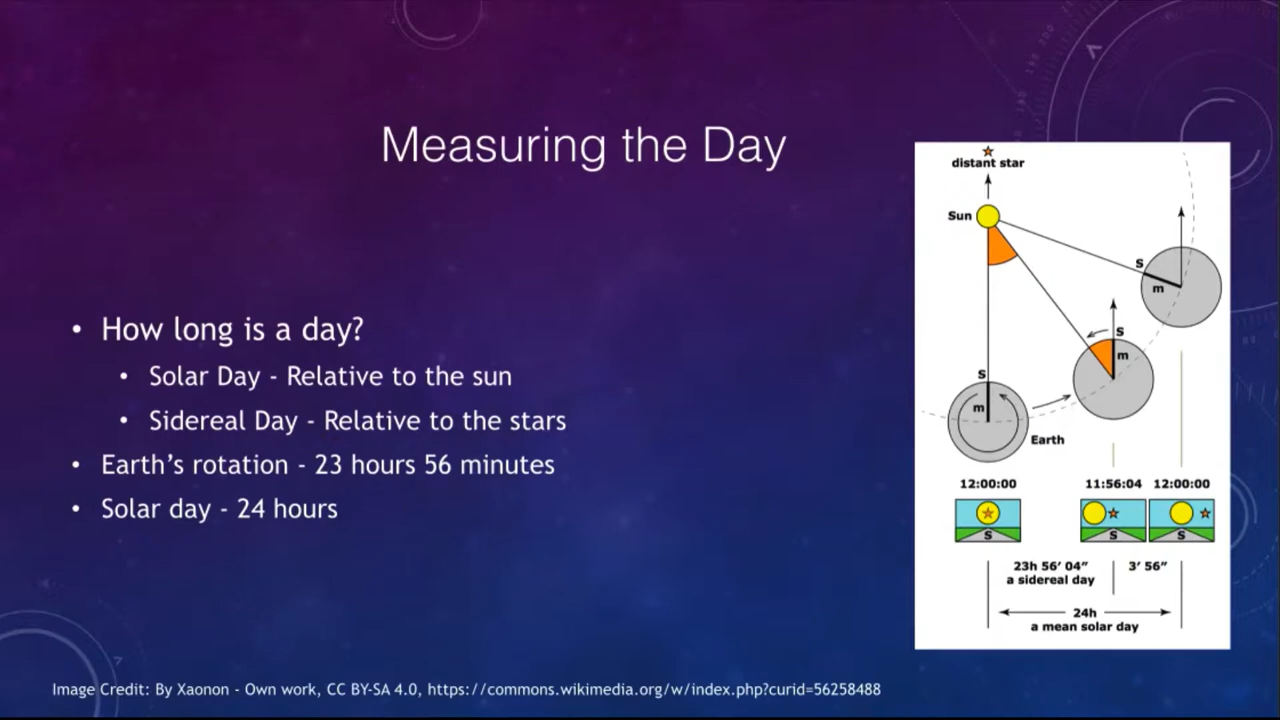 Measuring the Day
• How long is a day?
• Solar Day - Relative to the sun
• Sidereal Day - Relative to the stars
• Earth’s rotation - 23 hours 56 minutes
• Solar day - 24 hours
distant star
Sun
S
m
S
m
S
m
Earth
12:00:00
11:56:04
12:00:00
S
S
S
23h 56′ 04″
a sidereal day
3′ 56″
24h
a mean solar day
Image Credit: By Xaonon - Own work, CC BY-SA 4.0, https://commons.wikimedia.org/w/index.php?curid=56258488